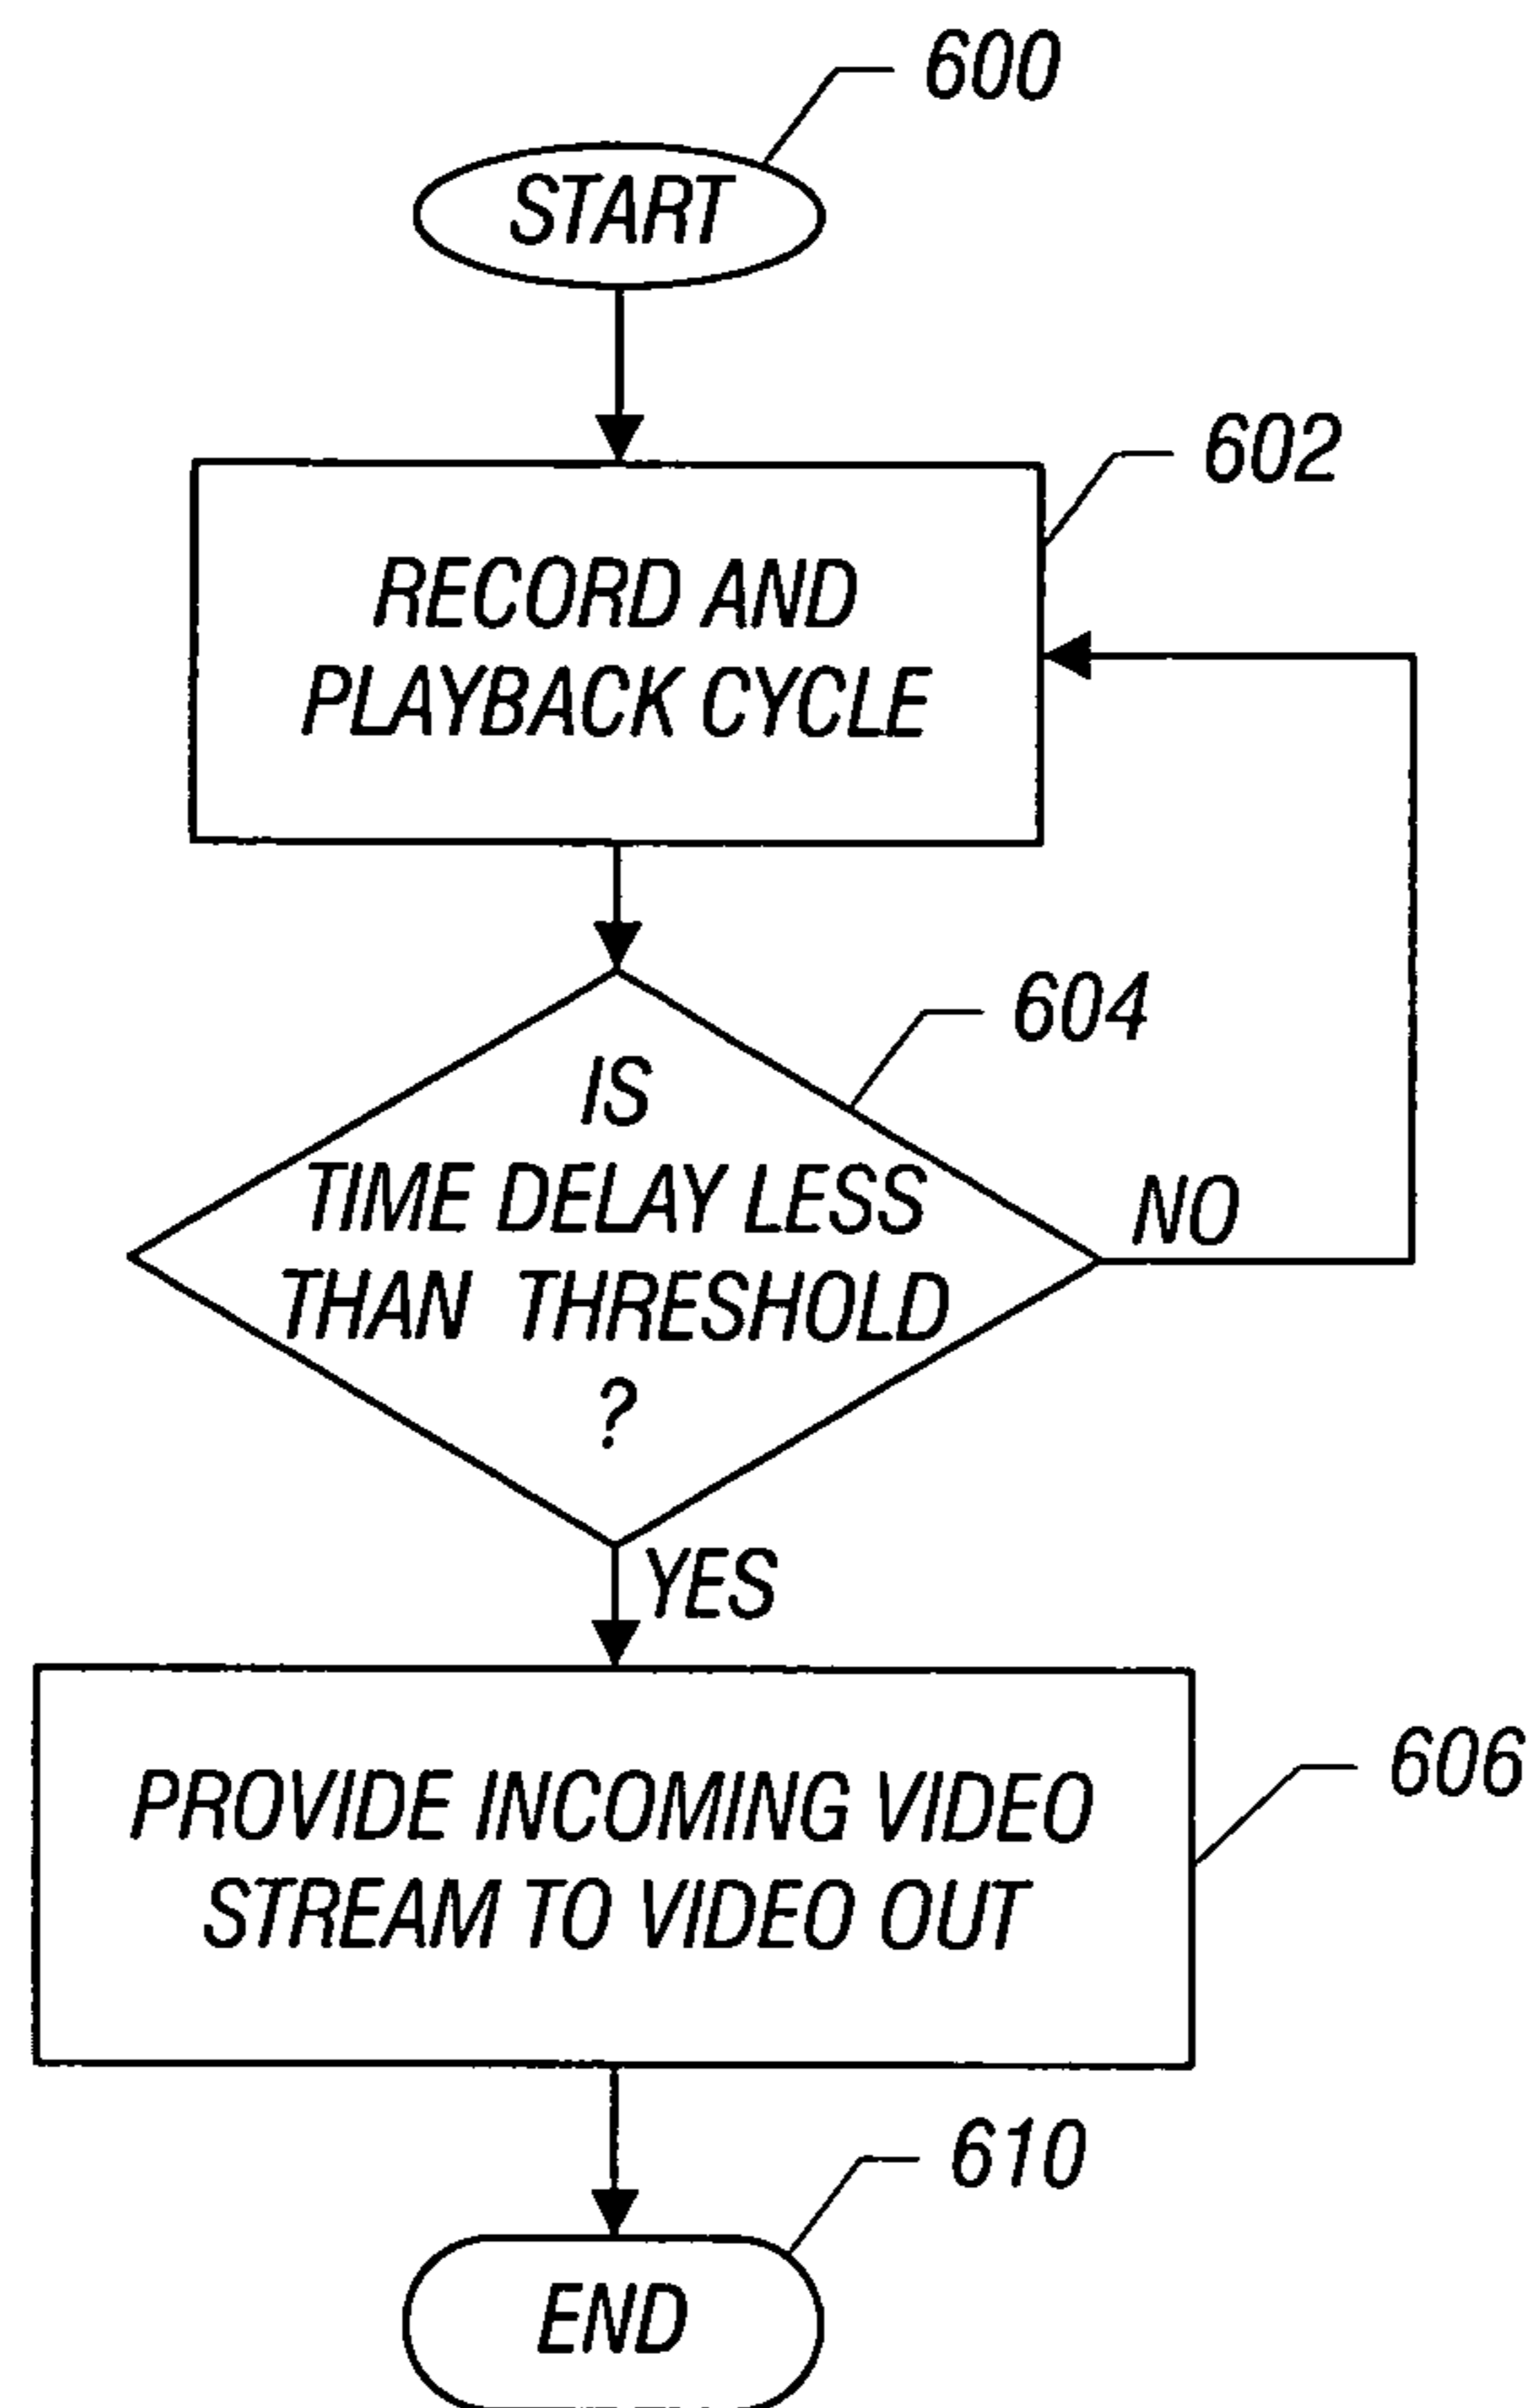 600
START
602
RECORD AND
PLAYBACK CYCLE
604
IS
TIME DELAY LESS
THAN THRESHOLD
?
NO
YES
606
PROVIDE INCOMING VIDEO
STREAM TO VIDEO OUT
610
END